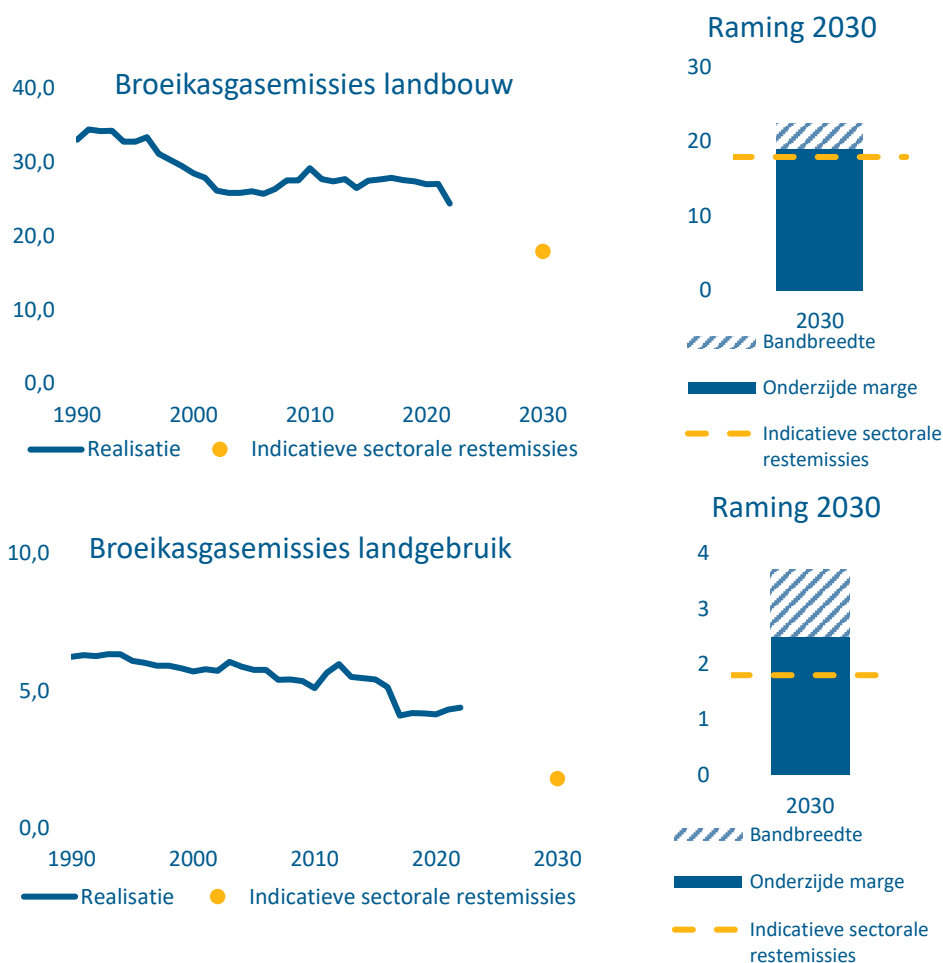 Broeikasgasemissies landbouw
40,0
30,0
20,0
10,0
0,0
1990 2000 2010 2020 2030
Realisatie Indicatieve sectorale restemissies
Raming 2030
30
20
10
0
2030
Bandbreedte
Onderzijde marge
Indicatieve sectorale
restemissies
Broeikasgasemissies landgebruik
10,0
5,0
0,0
1990 2000 2010 2020 2030
Realisatie Indicatieve sectorale restemissies
Raming 2030
4
3
2
1
0
2030
Bandbreedte
Onderzijde marge
Indicatieve sectorale
restemissies